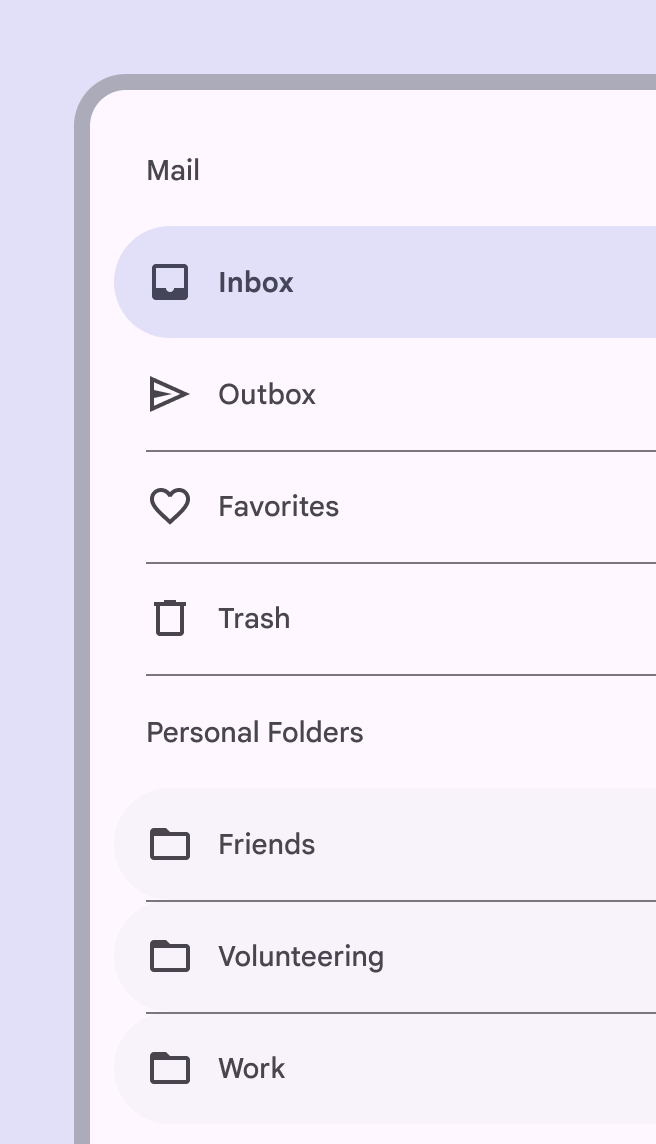 Mail
Inbox
Outbox
Favorites
Trash
Personal Folders
Friends
Volunteering
Work